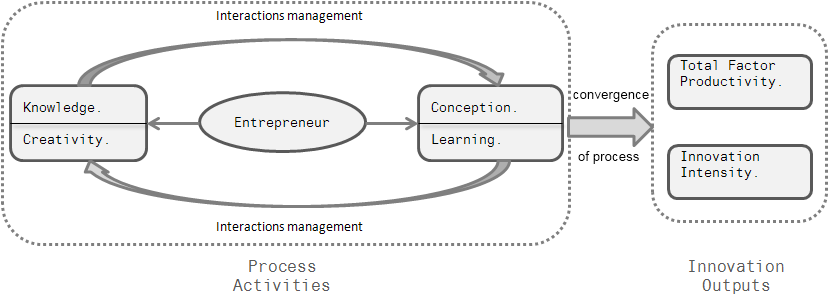 Interactions management
Knowledge.
Creativity.
Entrepreneur
Conception.
Learning.
Interactions management
convergence
of process
Total Factor
Productivity.
Innovation
Intensity.
Process
Activities
Innovation
Outputs